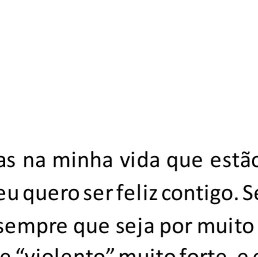 as na minha vida que estão
eu quero ser feliz contigo. Se
sempre que seja por muito
e “violento” muito forte, e